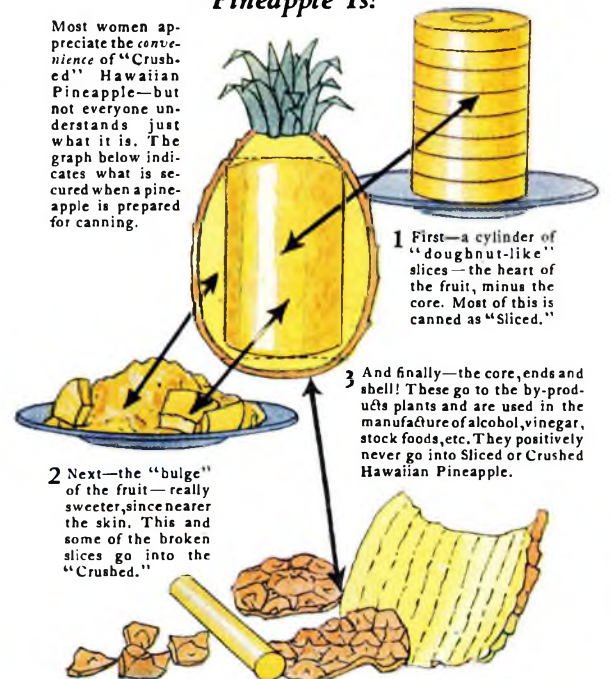 Pineapple Is!
Most women ap-
preciate the conve-
nience of "Crush-
ed" Hawaiian
Pineapple—but
not everyone un-
derstands just
what it is. The
graph below indi-
cates what is se-
cured when a pine-
apple is prepared
for canning.
1 First—a cylinder of
"doughnut-like"
slices—the heart of
the fruit, minus the
core. Most of this is
canned as "Sliced."
2 Next—the "bulge"
of the fruit—really
sweeter, since nearer
the skin. This and
some of the broken
slices go into the
"Crushed."
3 And finally—the core, ends and
shell! These go to the by-prod-
ucts plants and are used in the
manufacture of alcohol, vinegar,
stock foods, etc. They positively
never go into Sliced or Crushed
Hawaiian Pineapple.